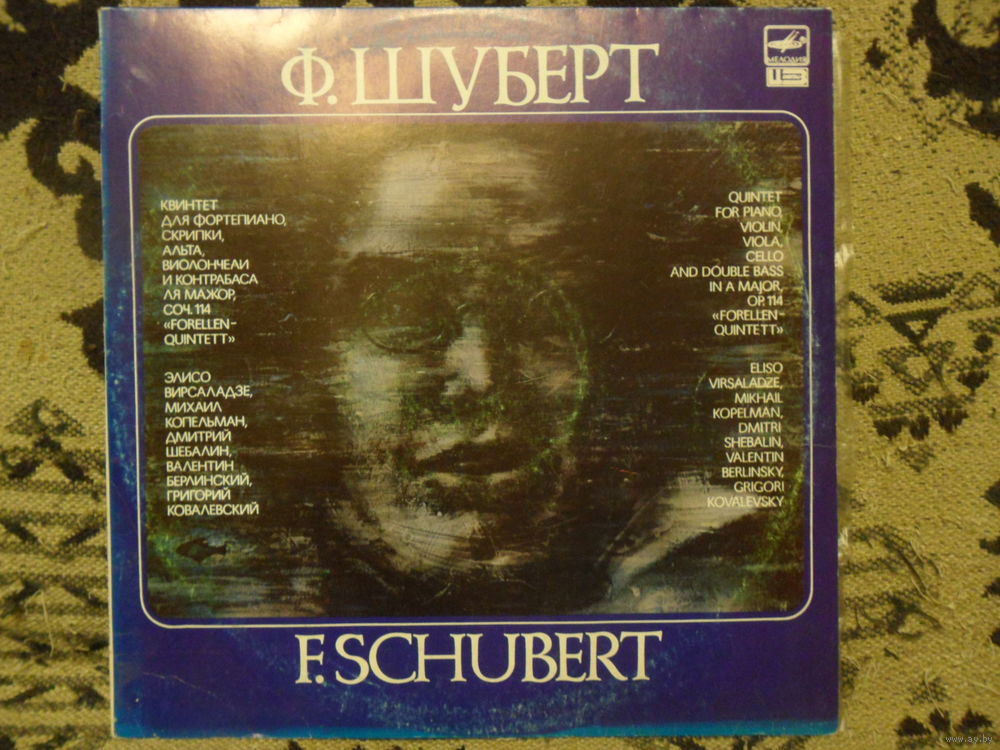 Ф. ШУБЕРТ
МЕЛОДИЯ
КВИНТЕТ
ДЛЯ ФОРТЕПИАНО,
СКРИПКИ,
АЛЬТА,
ВИОЛОНЧЕЛИ
И КОНТРАБАСА
ЛЯ МАЖОР,
СОЧ. 114
«FORELLEN-
QUINTETT»
ЭЛИСО
ВИРСАЛАДЗЕ,
МИХАИЛ
КОПЕЛЬМАН,
ДМИТРИЙ
ШЕБАЛИН,
ВАЛЕНТИН
БЕРЛИНСКИЙ,
ГРИГОРИЙ
КОВАЛЕВСКИЙ
QUINTET
FOR PIANO,
VIOLIN,
VIOLA,
CELLO
AND DOUBLE BASS
IN A MAJOR,
OP. 114
«FORELLEN-
QUINTETT»
ELISO
VIRSALADZE,
MIKHAIL
KOPELMAN,
DMITRI
SHEBALIN,
VALENTIN
BERLINSKY,
GRIGORI
KOVALEVSKY
F. SCHUBERT
www.ay.by